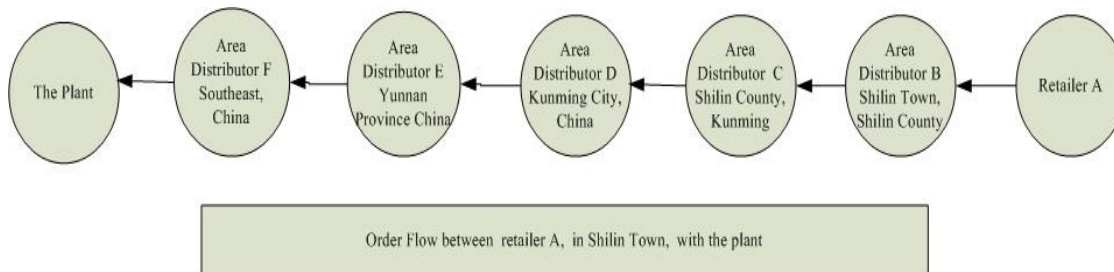 The Plant
Area
Distributor F
Southeast,
China
Area
Distributor E
Yunnan
Province China
Area
Distributor D
Kunming City,
China
Area
Distributor C
Shilin County,
Kunming
Area
Distributor B
Shilin Town,
Shilin County
Retailer A
Order Flow between retailer A, in Shilin Town, with the plant